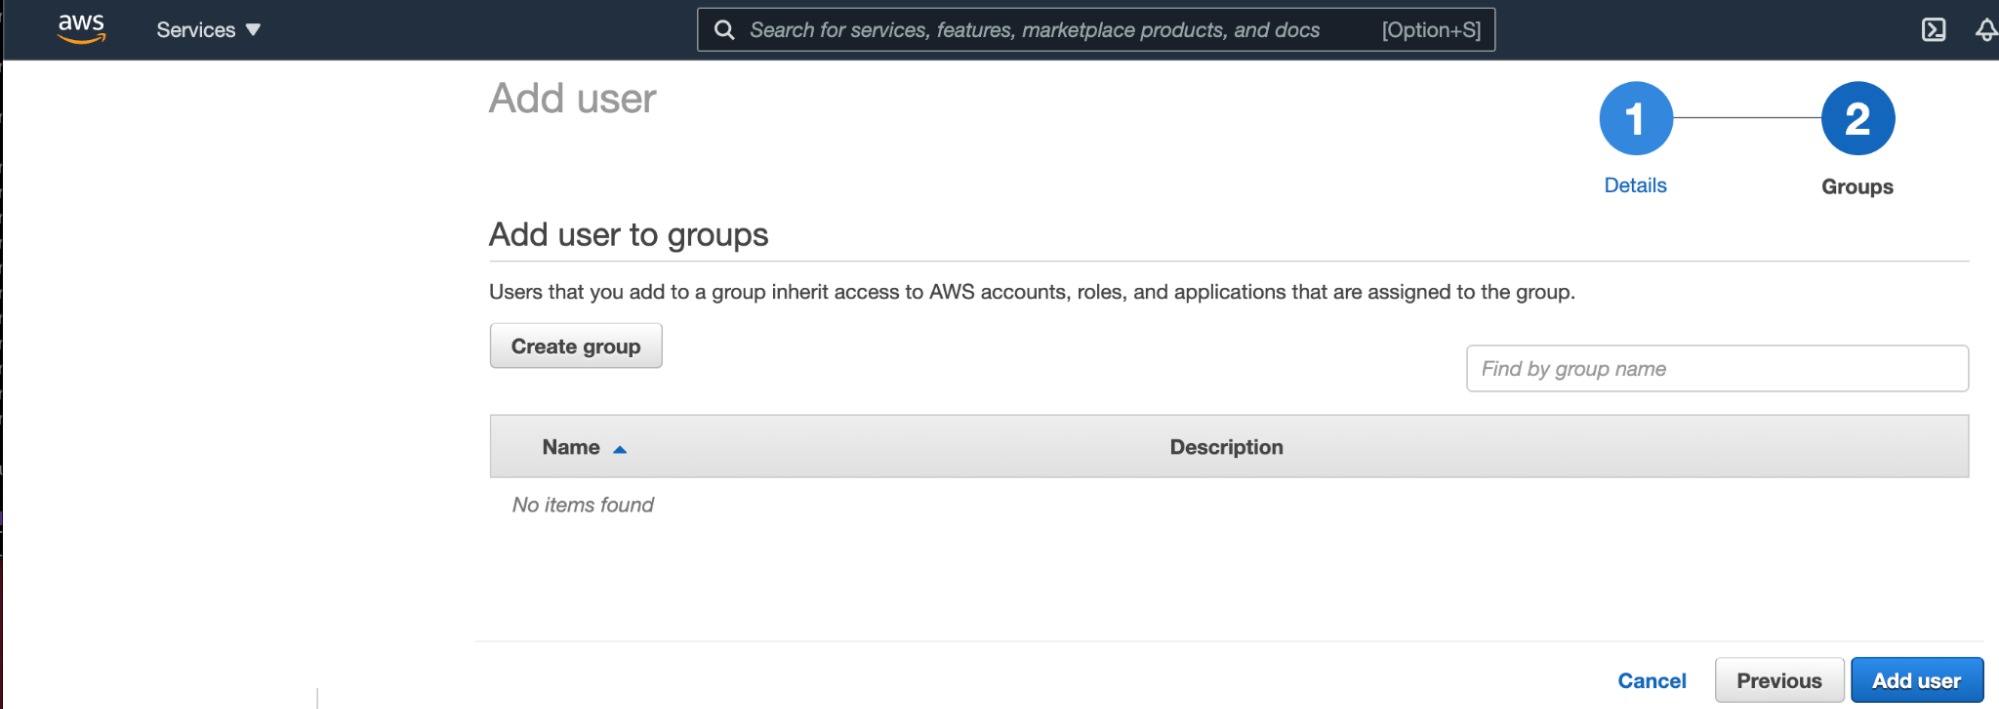 aws
Services
Search for services, features, marketplace products, and docs [Option+S]
Add user
1
2
Details
Groups
Add user to groups
Users that you add to a group inherit access to AWS accounts, roles, and applications that are assigned to the group.
Create group
Find by group name
Name Description
No items found
Cancel Previous Add user